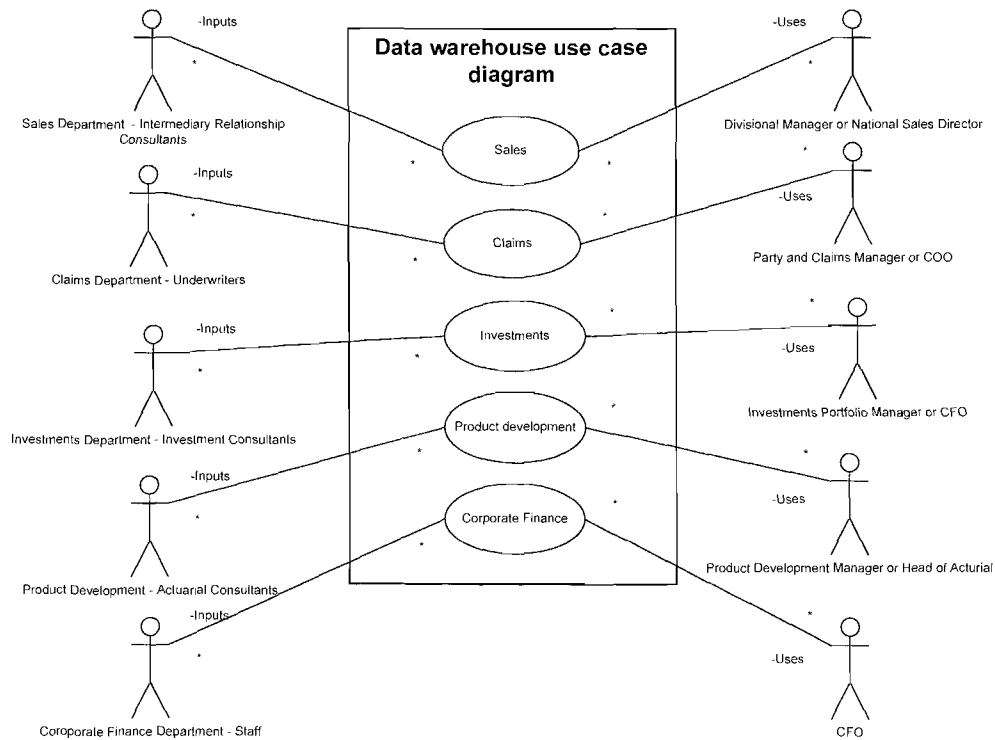 -Inputs
-Uses
Data warehouse use case
diagram
*
*
Sales Department - Intermediary Relationship
Consultants
Divisional Manager or National Sales Director
Sales
*
*
*
-Inputs
-Uses
*
*
Claims
Claims Department - Underwriters
Party and Claims Manager or COO
*
*
*
-Inputs
Investments
-Uses
*
*
Investments Department - Investment Consultants
Investments Portfolio Manager or CFO
*
Product development
*
*
-Inputs
-Uses
*
*
Corporate Finance
*
Product Development - Actuarial Consultants
Product Development Manager or Head of Acturial
-Inputs
*
*
-Uses
Coroporate Finance Department - Staff
CFO